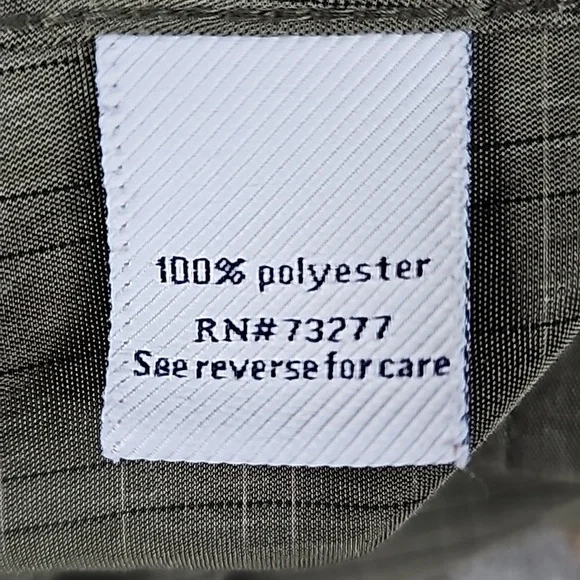 100% polyester
RN#73277
See reverse for care